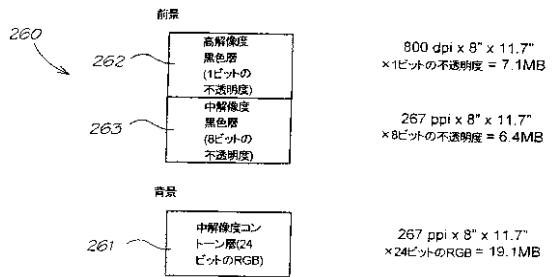 前景
260
262
高解像度
黒色層
(1ビットの
不透明度)
800 dpi x 8" x 11.7"
×1ビットの不透明度 = 7.1MB
263
中解像度
黒色層
(8ビットの
不透明度)
267 ppi x 8" x 11.7"
×8ビットの不透明度 = 6.4MB
背景
261
中解像度コン
トーン層(24
ビットのRGB)
267 ppi x 8" x 11.7"
×24ビットのRGB = 19.1MB